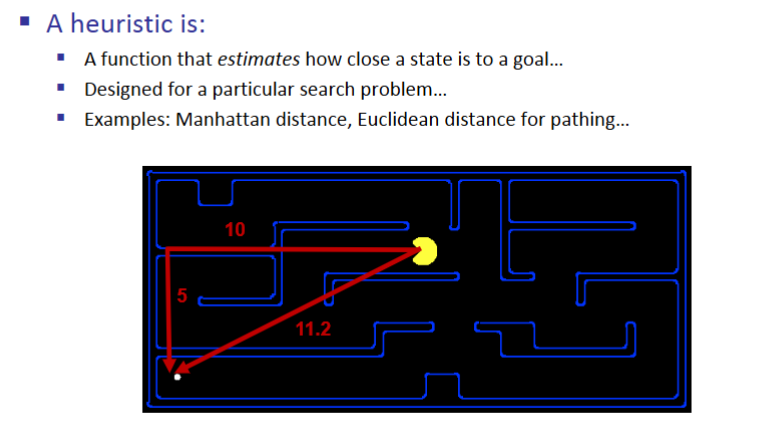 A heuristic is:
A function that estimates how close a state is to a goal...
Designed for a particular search problem...
Examples: Manhattan distance, Euclidean distance for pathing...
10
5
11.2